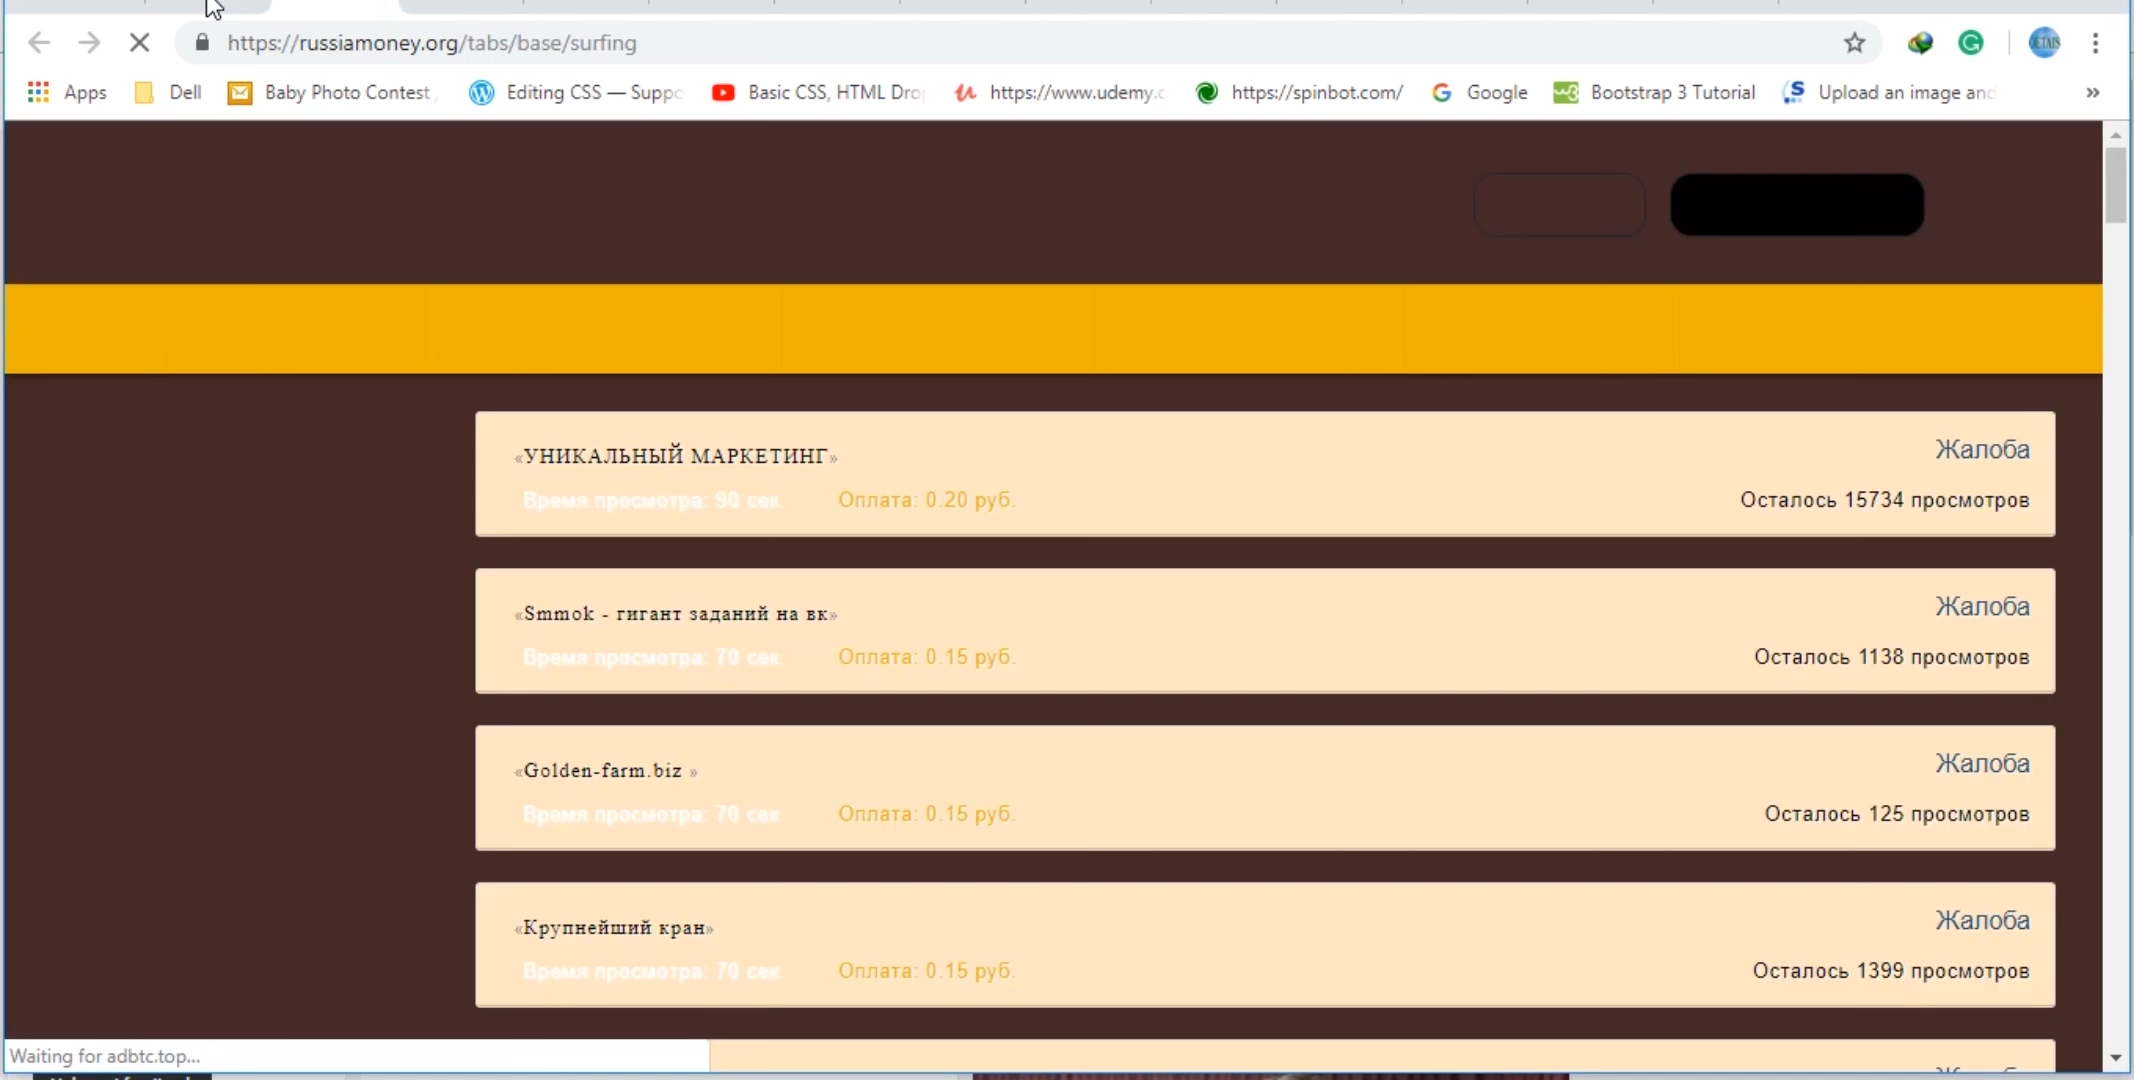 https://russiamoney.org/tabs/base/surfing
Apps Dell Baby Photo Contest Editing CSS — Suppo Basic CSS, HTML Dro https://www.udemy.c https://spinbot.com/ Google Bootstrap 3 Tutorial Upload an image and »
«УНИКАЛЬНЫЙ МАРКЕТИНГ» Жалоба
Время просмотра: 90 сек. Оплата: 0.20 руб. Осталось 15734 просмотров
«Smmok - гигант заданий на вк» Жалоба
Время просмотра: 70 сек. Оплата: 0.15 руб. Осталось 1138 просмотров
«Golden-farm.biz » Жалоба
Время просмотра: 70 сек. Оплата: 0.15 руб. Осталось 125 просмотров
«Крупнейший кран» Жалоба
Время просмотра: 70 сек. Оплата: 0.15 руб. Осталось 1399 просмотров
Waiting for adbtc.top...